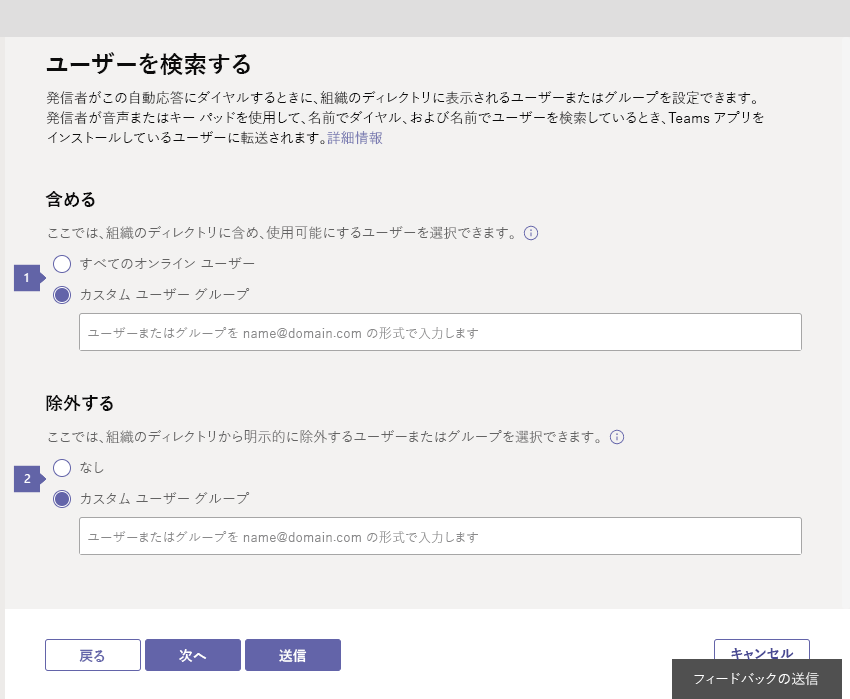 ユーザーを検索する
発信者がこの自動応答にダイヤルするときに、組織のディレクトリに表示されるユーザーまたはグループを設定できます。
発信者が音声またはキー パッドを使用して、名前でダイヤル、および名前でユーザーを検索しているとき、Teams アプリを
インストールしているユーザーに転送されます。詳細情報
含める
ここでは、組織のディレクトリに含め、使用可能にするユーザーを選択できます。
すべてのオンライン ユーザー
1
カスタム ユーザー グループ
ユーザーまたはグループを name@domain.com の形式で入力します
除外する
ここでは、組織のディレクトリから明示的に除外するユーザーまたはグループを選択できます。
なし
2
カスタム ユーザー グループ
ユーザーまたはグループを name@domain.com の形式で入力します
戻る 次へ 送信 キャンセル
フィードバックの送信